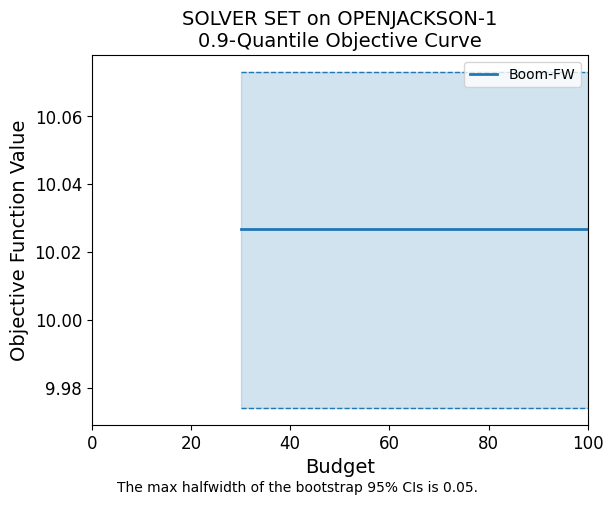 SOLVER SET on OPENJACKSON-1
0.9-Quantile Objective Curve
Boom-FW
Objective Function Value
10.06
10.04
10.02
10.00
9.98
0 20 40 60 80 100
Budget
The max halfwidth of the bootstrap 95% CIs is 0.05.